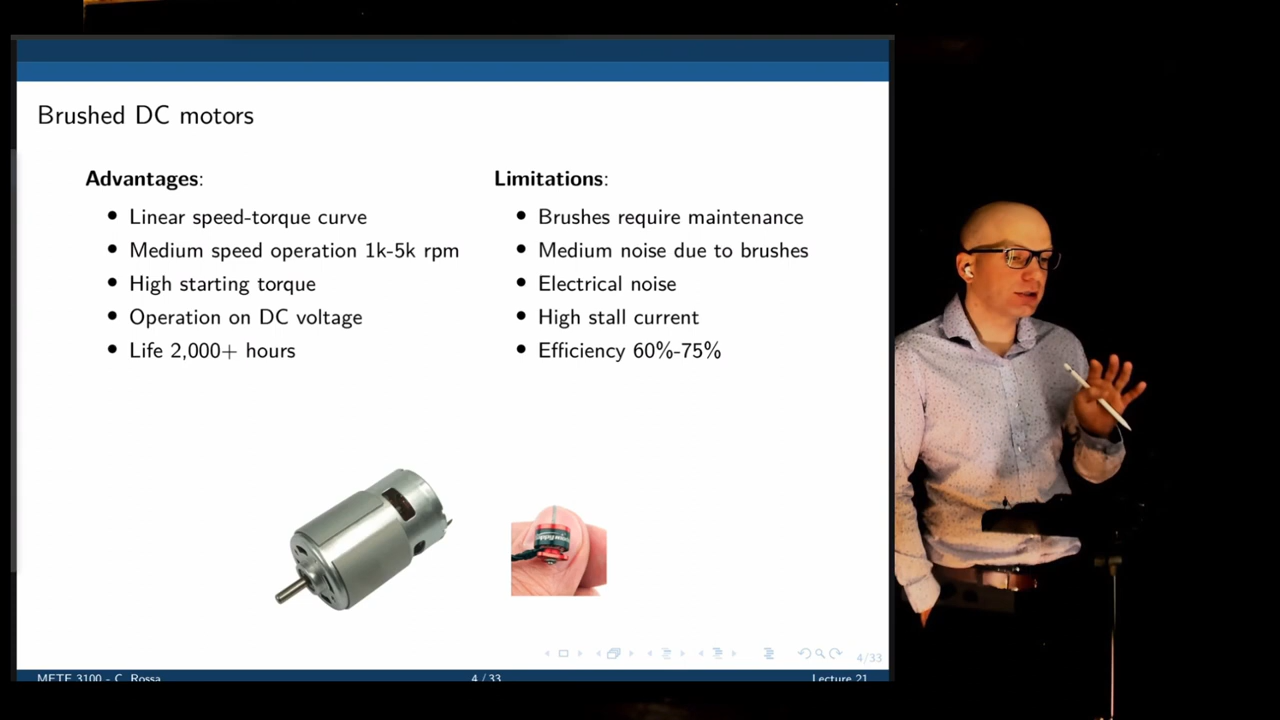 Brushed DC motors
Advantages:
Linear speed-torque curve
Medium speed operation 1k-5k rpm
High starting torque
Operation on DC voltage
Life 2,000+ hours
Limitations:
Brushes require maintenance
Medium noise due to brushes
Electrical noise
High stall current
Efficiency 60%-75%
4/33
METE 3100 - C. Rossa
4 / 33
Lecture 21